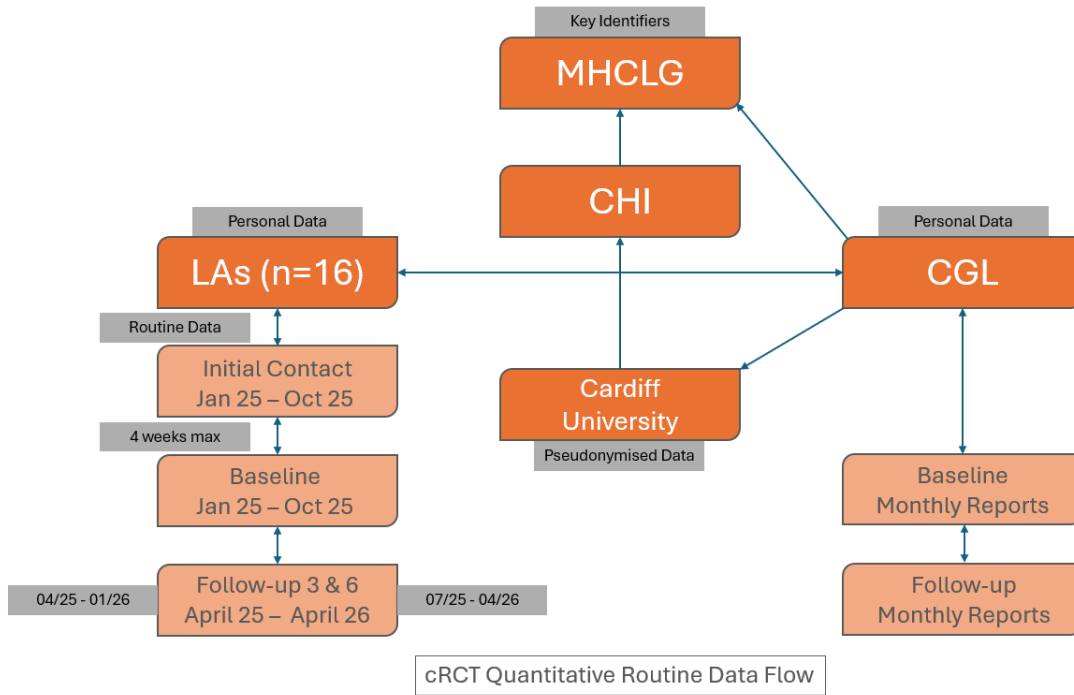 Key Identifiers
MHCLG
CHI
Personal Data
LAs (n=16)
Personal Data
CGL
Routine Data
Initial Contact
Jan 25 – Oct 25
Cardiff
University
Pseudonymised Data
4 weeks max
Baseline
Jan 25 – Oct 25
Baseline
Monthly Reports
04/25 - 01/26
Follow-up 3 & 6
April 25 – April 26
07/25 - 04/26
Follow-up
Monthly Reports
cRCT Quantitative Routine Data Flow